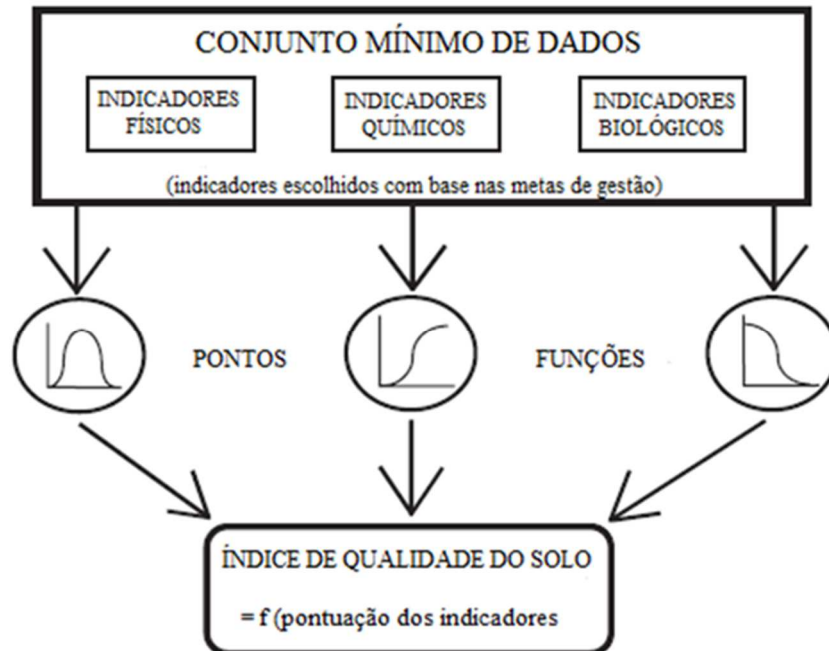 CONJUNTO MÍNIMO DE DADOS
INDICADORES
FÍSICOS
INDICADORES
QUÍMICOS
INDICADORES
BIOLÓGICOS
(indicadores escolhidos com base nas metas de gestão)
PONTOS
FUNÇÕES
ÍNDICE DE QUALIDADE DO SOLO
= f (pontuação dos indicadores